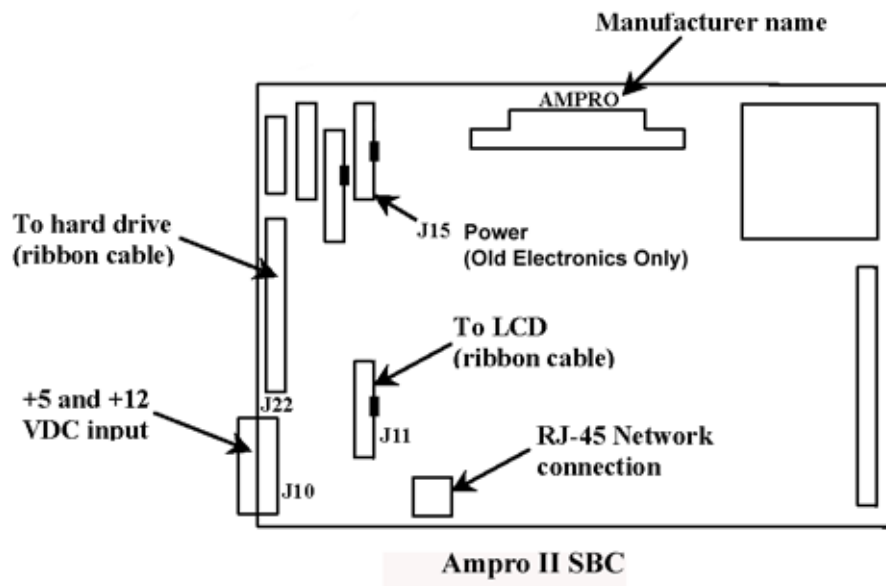 Manufacturer name
AMPRO
To hard drive
(ribbon cable)
J15 Power
(Old Electronics Only)
To LCD
(ribbon cable)
+5 and +12
VDC input
J22
J11
RJ-45 Network
connection
J10
Ampro II SBC